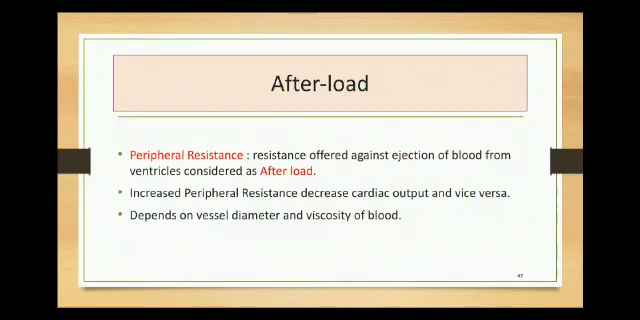 After-load
• Peripheral Resistance : resistance offered against ejection of blood from
ventricles considered as After load.
• Increased Peripheral Resistance decrease cardiac output and vice versa.
• Depends on vessel diameter and viscosity of blood.
47